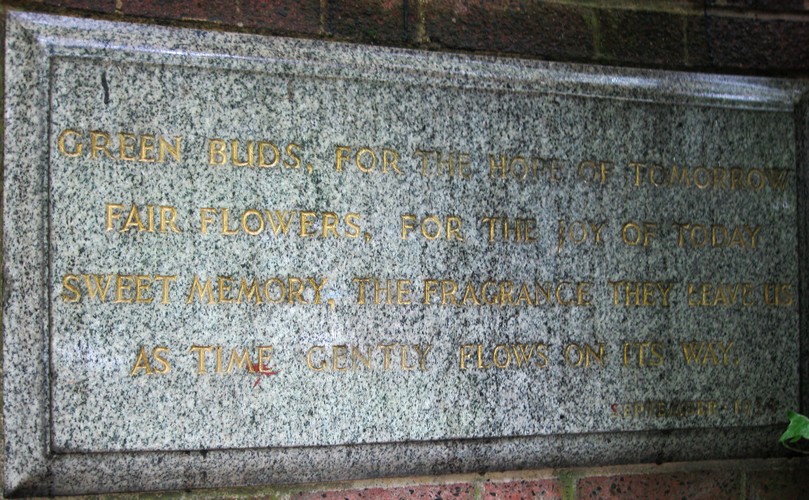 GREEN BUDS, FOR THE HOPE OF TOMORROW
FAIR FLOWERS, FOR THE JOY OF TODAY
SWEET MEMORY, THE FRAGRANCE THEY LEAVE US
AS TIME GENTLY FLOWS ON ITS WAY.
SEPTEMBER